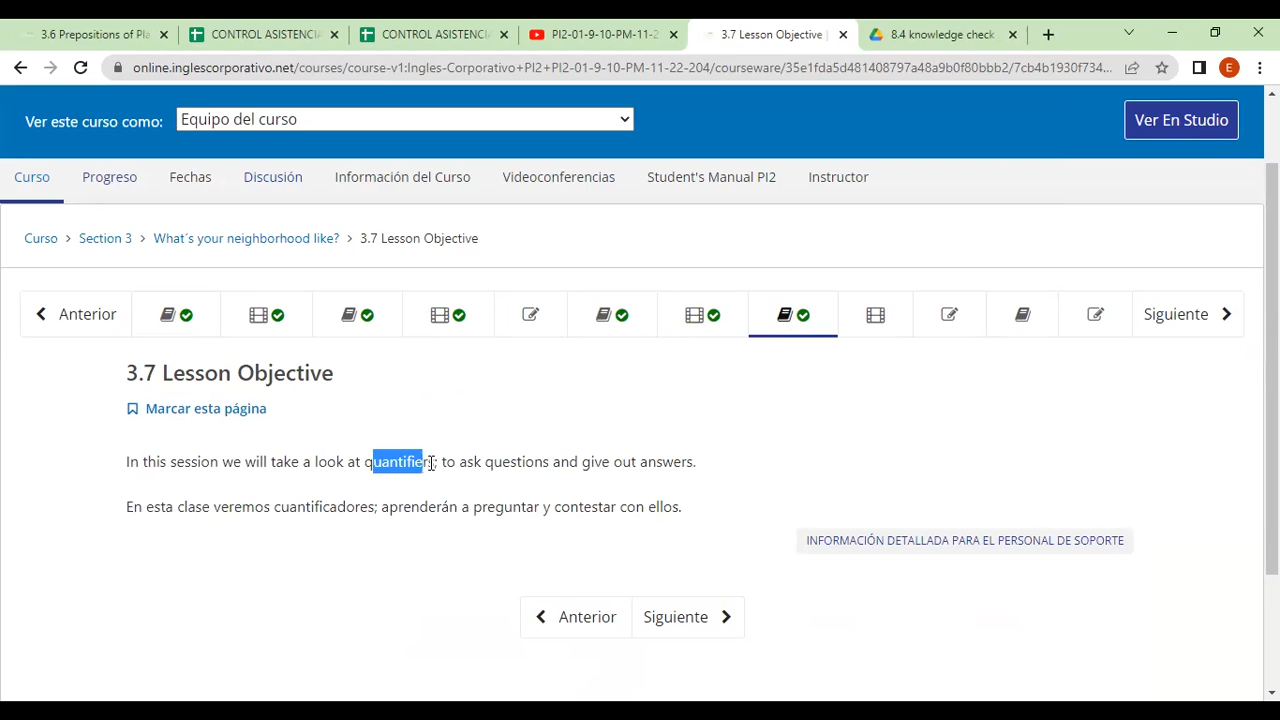 3.6 Prepositions of Pla
CONTROL ASISTENCIA
CONTROL ASISTENCIA
PI2-01-9-10-PM-11-2
3.7 Lesson Objective |
8.4 knowledge check
online.inglescorporativo.net/courses/course-v1:Ingles-Corporativo+PI2+PI2-01-9-10-PM-11-22-204/courseware/35e1fda5d481408797a48a9b0f80bbb2/7cb4b1930f734...
E
Ver este curso como:
Equipo del curso
Ver En Studio
Curso
Progreso
Fechas
Discusión
Información del Curso
Videoconferencias
Student's Manual PI2
Instructor
Curso > Section 3 > What´s your neighborhood like? > 3.7 Lesson Objective
Anterior
Siguiente
3.7 Lesson Objective
Marcar esta página
In this session we will take a look at quantifiers; to ask questions and give out answers.
En esta clase veremos cuantificadores; aprenderán a preguntar y contestar con ellos.
INFORMACIÓN DETALLADA PARA EL PERSONAL DE SOPORTE
Anterior
Siguiente